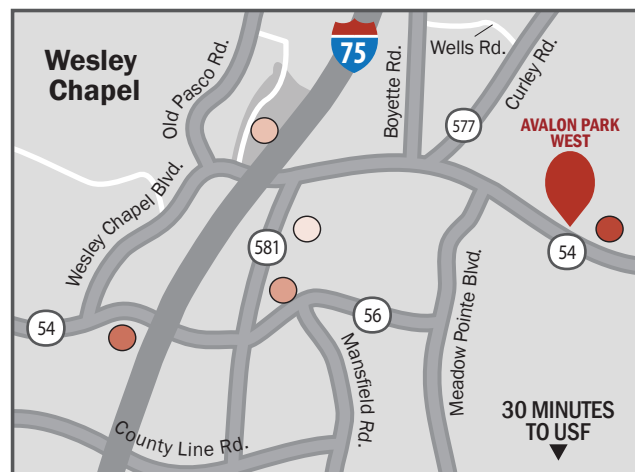 Wesley
Chapel
Old Pasco Rd.
75
Boyette Rd.
Wells Rd.
Curley Rd.
577
AVALON PARK
WEST
Wesley Chapel Blvd.
581
54
54
56
Mansfield Rd.
Meadow Pointe Blvd.
County Line Rd.
30 MINUTES
TO USF